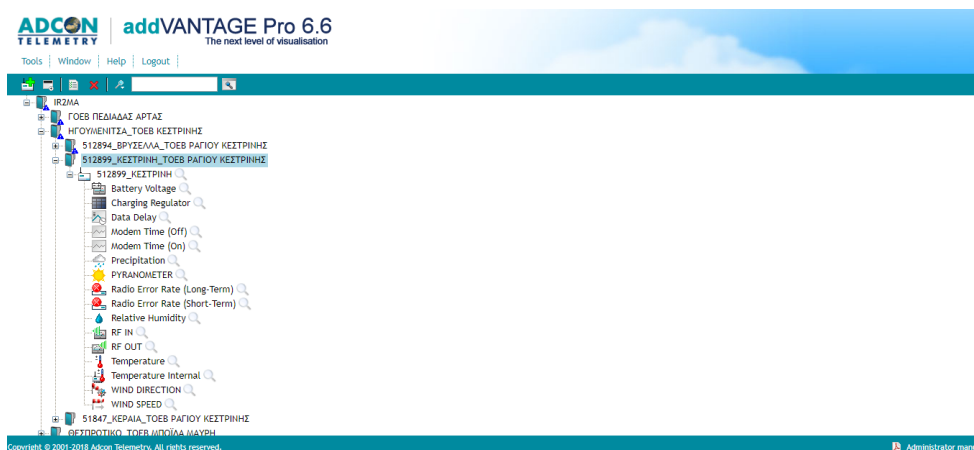 ADCON
TELEMETRY
addVANTAGE Pro 6.6
The next level of visualisation
Tools Window Help Logout
IR2MA
ΓΟΕΒ ΠΕΔΙΑΔΑΣ ΑΡΤΑΣ
ΗΓΟΥΜΕΝΙΤΣΑ_ΤΟΕΒ ΚΕΣΤΡΙΝΗΣ
512894_ΒΡΥΣΕΛΛΑ_ΤΟΕΒ ΡΑΓΙΟΥ ΚΕΣΤΡΙΝΗΣ
512899_ΚΕΣΤΡΙΝΗ_ΤΟΕΒ ΡΑΓΙΟΥ ΚΕΣΤΡΙΝΗΣ
512899_ΚΕΣΤΡΙΝΗ
Battery Voltage
Charging Regulator
Data Delay
Modem Time (Off)
Modem Time (On)
Precipitation
PYRANOMETER
Radio Error Rate (Long-Term)
Radio Error Rate (Short-Term)
Relative Humidity
RF IN
RF OUT
Temperature
Temperature Internal
WIND DIRECTION
WIND SPEED
51847_ΚΕΡΑΙΑ_ΤΟΕΒ ΡΑΓΙΟΥ ΚΕΣΤΡΙΝΗΣ
ΘΕΣΠΡΩΤΙΚΟ_ΤΟΕΒ ΜΠΟΪΔΑ ΜΑΥΡΗ
Copyright © 2001-2018 Adcon Telemetry. All rights reserved.
Administrator manu